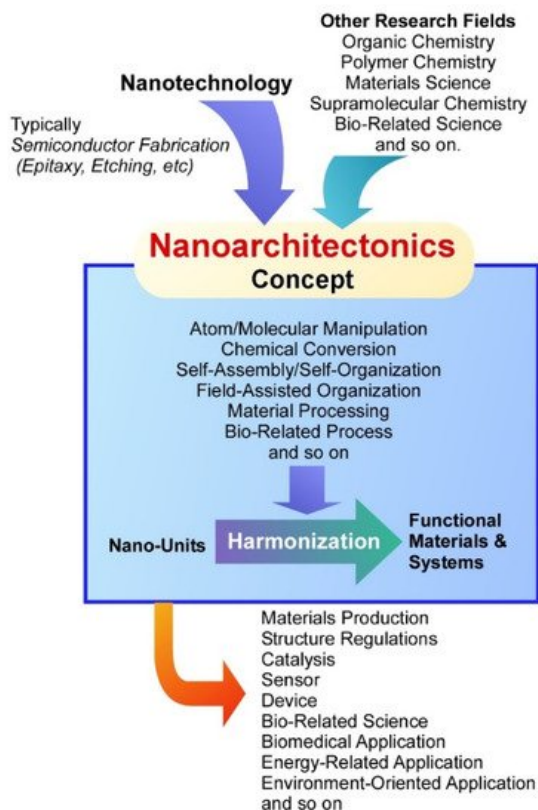 Other Research Fields
Organic Chemistry
Polymer Chemistry
Materials Science
Supramolecular Chemistry
Bio-Related Science
and so on.
Nanotechnology
Typically
Semiconductor Fabrication
(Epitaxy, Etching, etc)
Nanoarchitectonics
Concept
Atom/Molecular Manipulation
Chemical Conversion
Self-Assembly/Self-Organization
Field-Assisted Organization
Material Processing
Bio-Related Process
and so on
Nano-Units
Harmonization
Functional
Materials &
Systems
Materials Production
Structure Regulations
Catalysis
Sensor
Device
Bio-Related Science
Biomedical Application
Energy-Related Application
Environment-Oriented Application
and so on